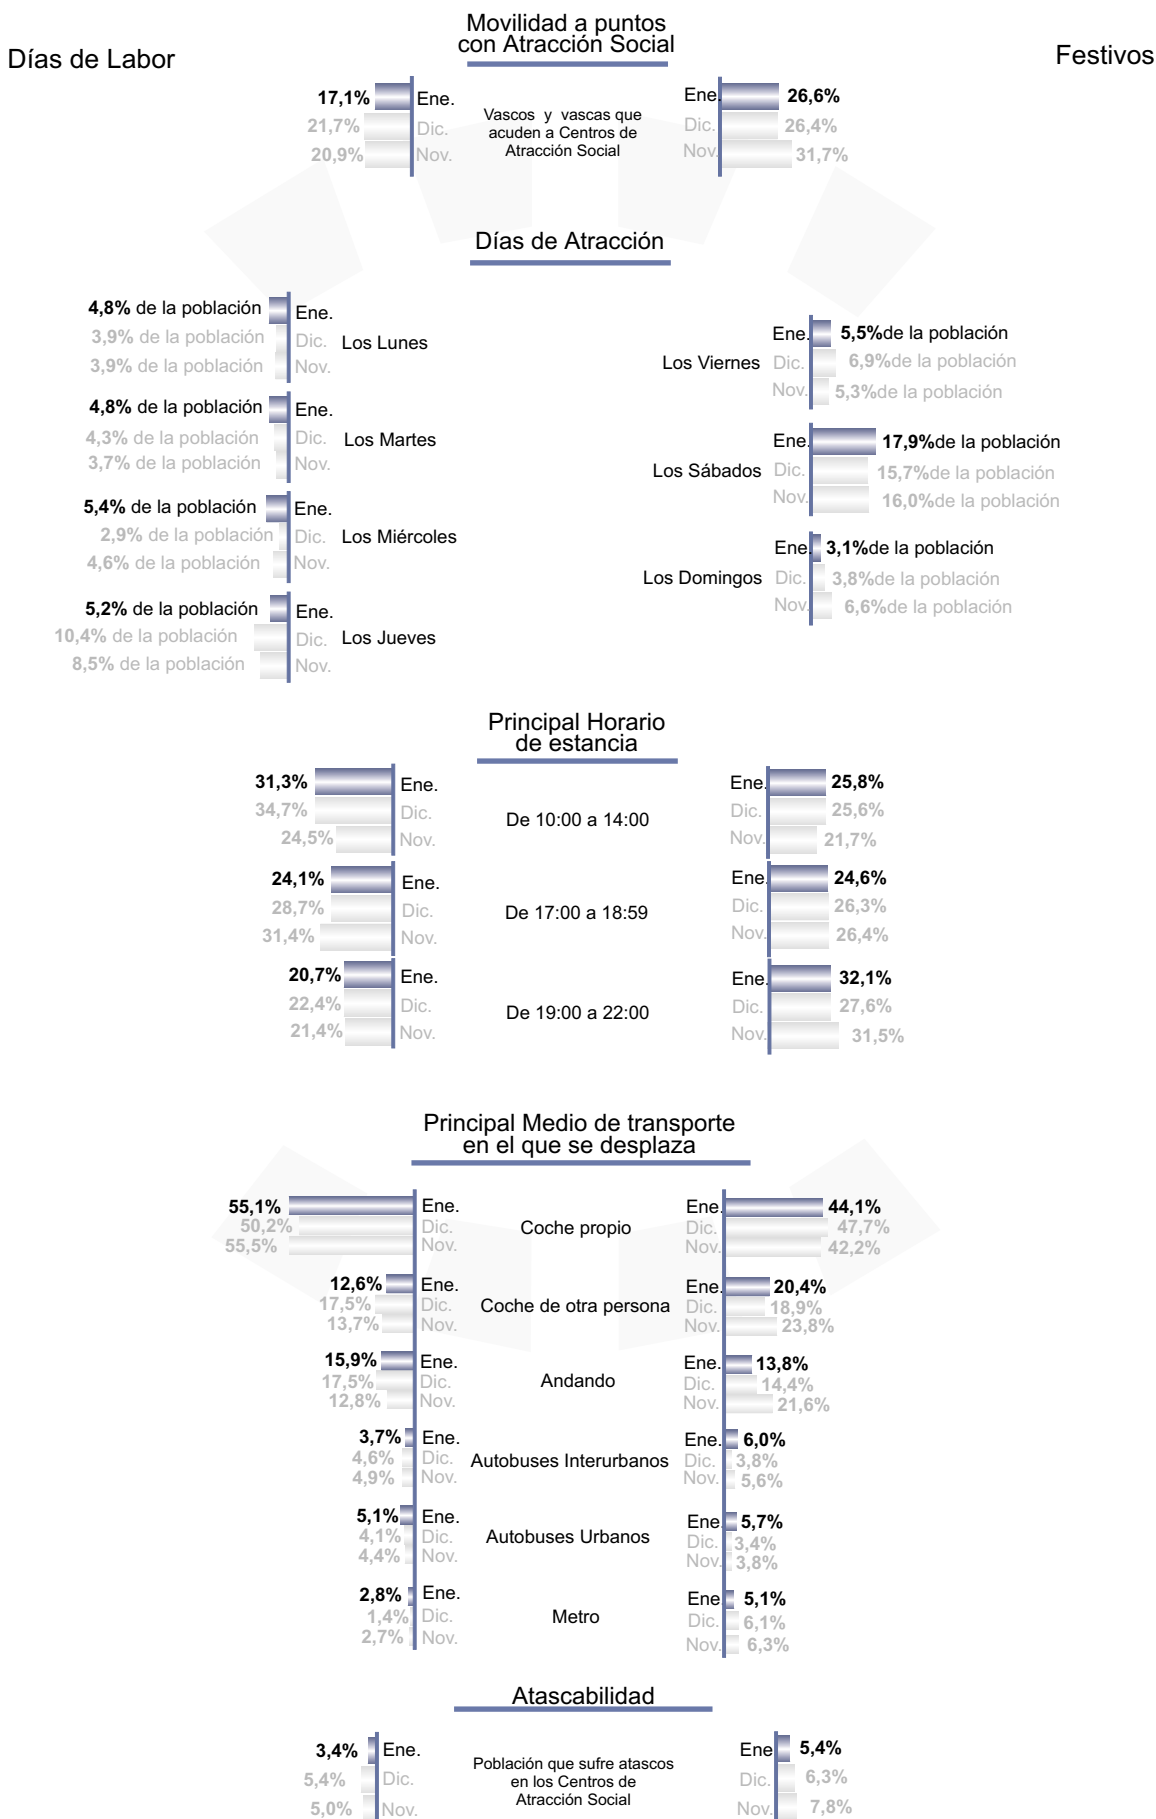 Movilidad a puntos
con Atracción Social
Días de Labor
Festivos
17,1% Ene.
21,7% Dic.
20,9% Nov.
Vascos y vascas que
acuden a Centros de
Atracción Social
Ene. 26,6%
Dic. 26,4%
Nov. 31,7%
Días de Atracción
4,8% de la población Ene.
3,9% de la población Dic.
3,9% de la población Nov.
Los Lunes
4,8% de la población Ene.
4,3% de la población Dic.
3,7% de la población Nov.
Los Martes
5,4% de la población Ene.
2,9% de la población Dic.
4,6% de la población Nov.
Los Miércoles
5,2% de la población Ene.
10,4% de la población Dic.
8,5% de la población Nov.
Los Jueves
Los Viernes
Ene. 5,5%de la población
Dic. 6,9%de la población
Nov. 5,3%de la población
Los Sábados
Ene. 17,9%de la población
Dic. 15,7%de la población
Nov. 16,0%de la población
Los Domingos
Ene. 3,1%de la población
Dic. 3,8%de la población
Nov. 6,6%de la población
Principal Horario
de estancia
31,3% Ene.
34,7% Dic.
24,5% Nov.
De 10:00 a 14:00
Ene. 25,8%
Dic. 25,6%
Nov. 21,7%
24,1% Ene.
28,7% Dic.
31,4% Nov.
De 17:00 a 18:59
Ene. 24,6%
Dic. 26,3%
Nov. 26,4%
20,7% Ene.
22,4% Dic.
21,4% Nov.
De 19:00 a 22:00
Ene. 32,1%
Dic. 27,6%
Nov. 31,5%
Principal Medio de transporte
en el que se desplaza
55,1% Ene.
50,2% Dic.
55,5% Nov.
Coche propio
Ene. 44,1%
Dic. 47,7%
Nov. 42,2%
12,6% Ene.
17,5% Dic.
13,7% Nov.
Coche de otra persona
Ene. 20,4%
Dic. 18,9%
Nov. 23,8%
15,9% Ene.
17,5% Dic.
12,8% Nov.
Andando
Ene. 13,8%
Dic. 14,4%
Nov. 21,6%
3,7% Ene.
4,6% Dic.
4,9% Nov.
Autobuses Interurbanos
Ene. 6,0%
Dic. 3,8%
Nov. 5,6%
5,1% Ene.
4,1% Dic.
4,4% Nov.
Autobuses Urbanos
Ene. 5,7%
Dic. 3,4%
Nov. 3,8%
2,8% Ene.
1,4% Dic.
2,7% Nov.
Metro
Ene 5,1%
Dic. 6,1%
Nov. 6,3%
Atascabilidad
3,4% Ene.
5,4% Dic.
5,0% Nov.
Población que sufre atascos
en los Centros de
Atracción Social
Ene 5,4%
Dic. 6,3%
Nov. 7,8%